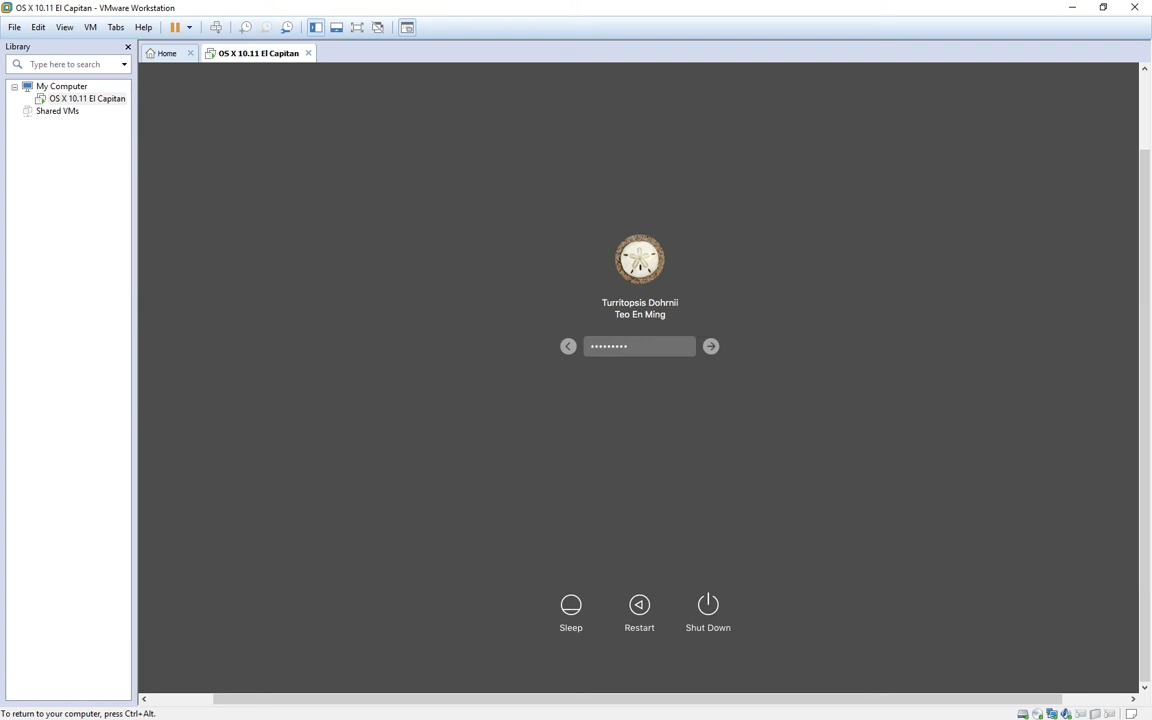 OS X 10.11 El Capitan - VMware Workstation
File Edit View VM Tabs Help
Library
Type here to search
My Computer
OS X 10.11 El Capitan
Shared VMs
Home
OS X 10.11 El Capitan
Turritopsis Dohrnii
Teo En Ming
Sleep
Restart
Shut Down
To return to your computer, press Ctrl+Alt.